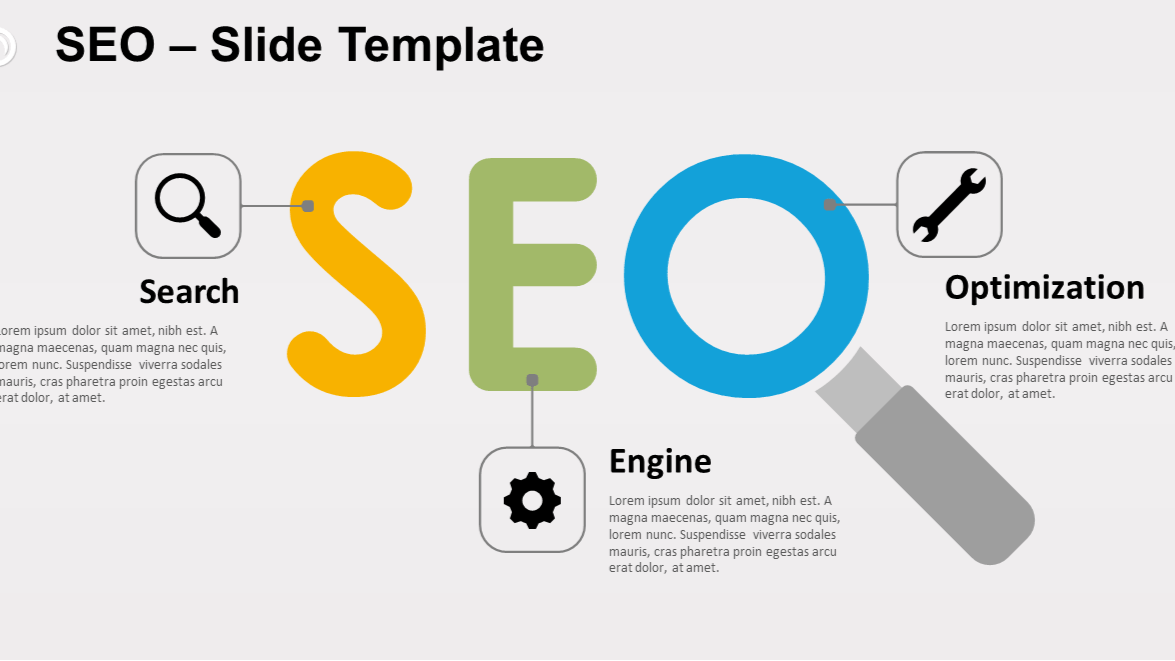 SEO – Slide Template
SEO
Search
Lorem ipsum dolor sit amet, nibh est. A
magna maecenas, quam magna nec quis,
lorem nunc. Suspendisse viverra sodales
mauris, cras pharetra proin egestas arcu
erat dolor, at amet.
Engine
Lorem ipsum dolor sit amet, nibh est. A
magna maecenas, quam magna nec quis,
lorem nunc. Suspendisse viverra sodales
mauris, cras pharetra proin egestas arcu
erat dolor, at amet.
Optimization
Lorem ipsum dolor sit amet, nibh est. A
magna maecenas, quam magna nec quis,
lorem nunc. Suspendisse viverra sodales
mauris, cras pharetra proin egestas arcu
erat dolor, at amet.